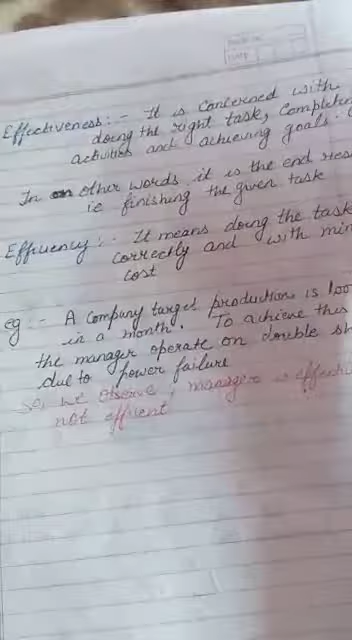 Effectiveness:- It is concerned with
doing the right task, Complet
activities and achieving goals.
In other words it is the end
ie finishing the given task
Efficiency:- It means doing the task
correctly and with min
cost
eg:- A company target production is 100
in a month. To achieve this
the manager operate on double sh
due to power failure
So, we observe, manager is effecti
not efficient